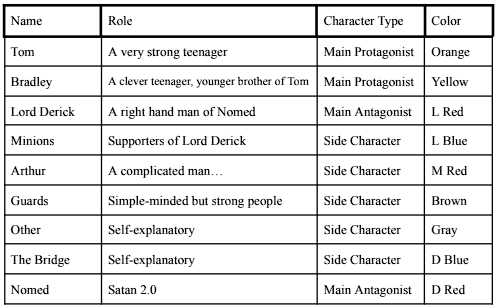 Name Role Character Type Color
Tom A very strong teenager Main Protagonist Orange
Bradley A clever teenager, younger brother of Tom Main Protagonist Yellow
Lord Derick A right hand man of Nomed Main Antagonist L Red
Minions Supporters of Lord Derick Side Character L Blue
Arthur A complicated man… Side Character M Red
Guards Simple-minded but strong people Side Character Brown
Other Self-explanatory Side Character Gray
The Bridge Self-explanatory Side Character D Blue
Nomed Satan 2.0 Main Antagonist D Red